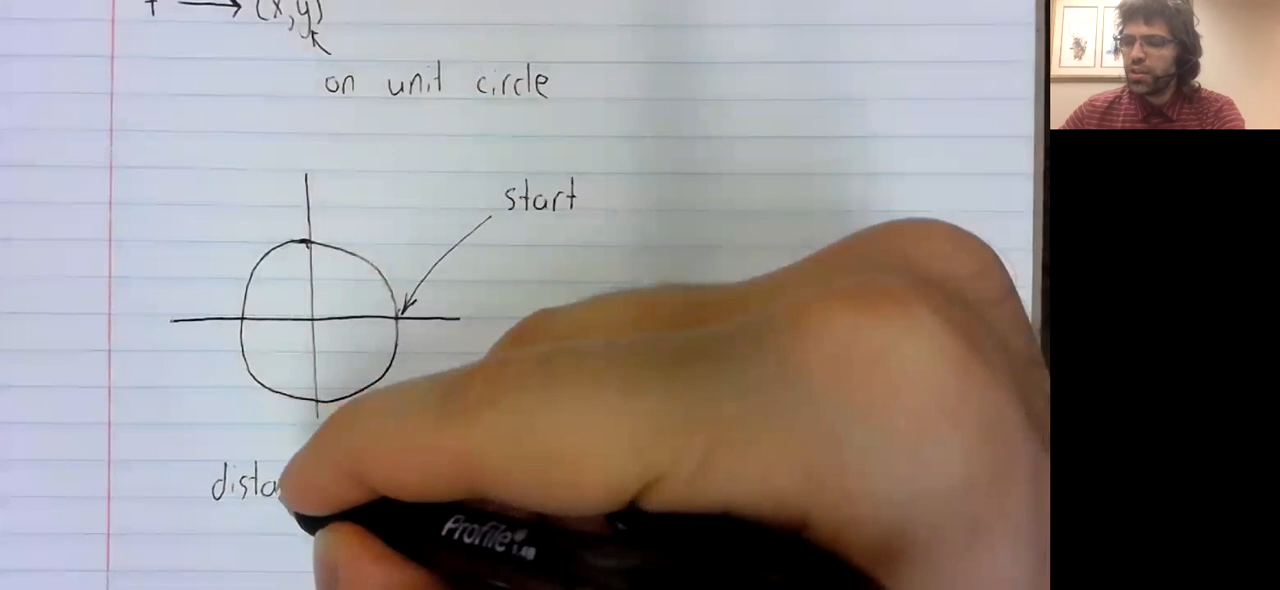 → (x,y)
on unit circle
start
dista
Profile